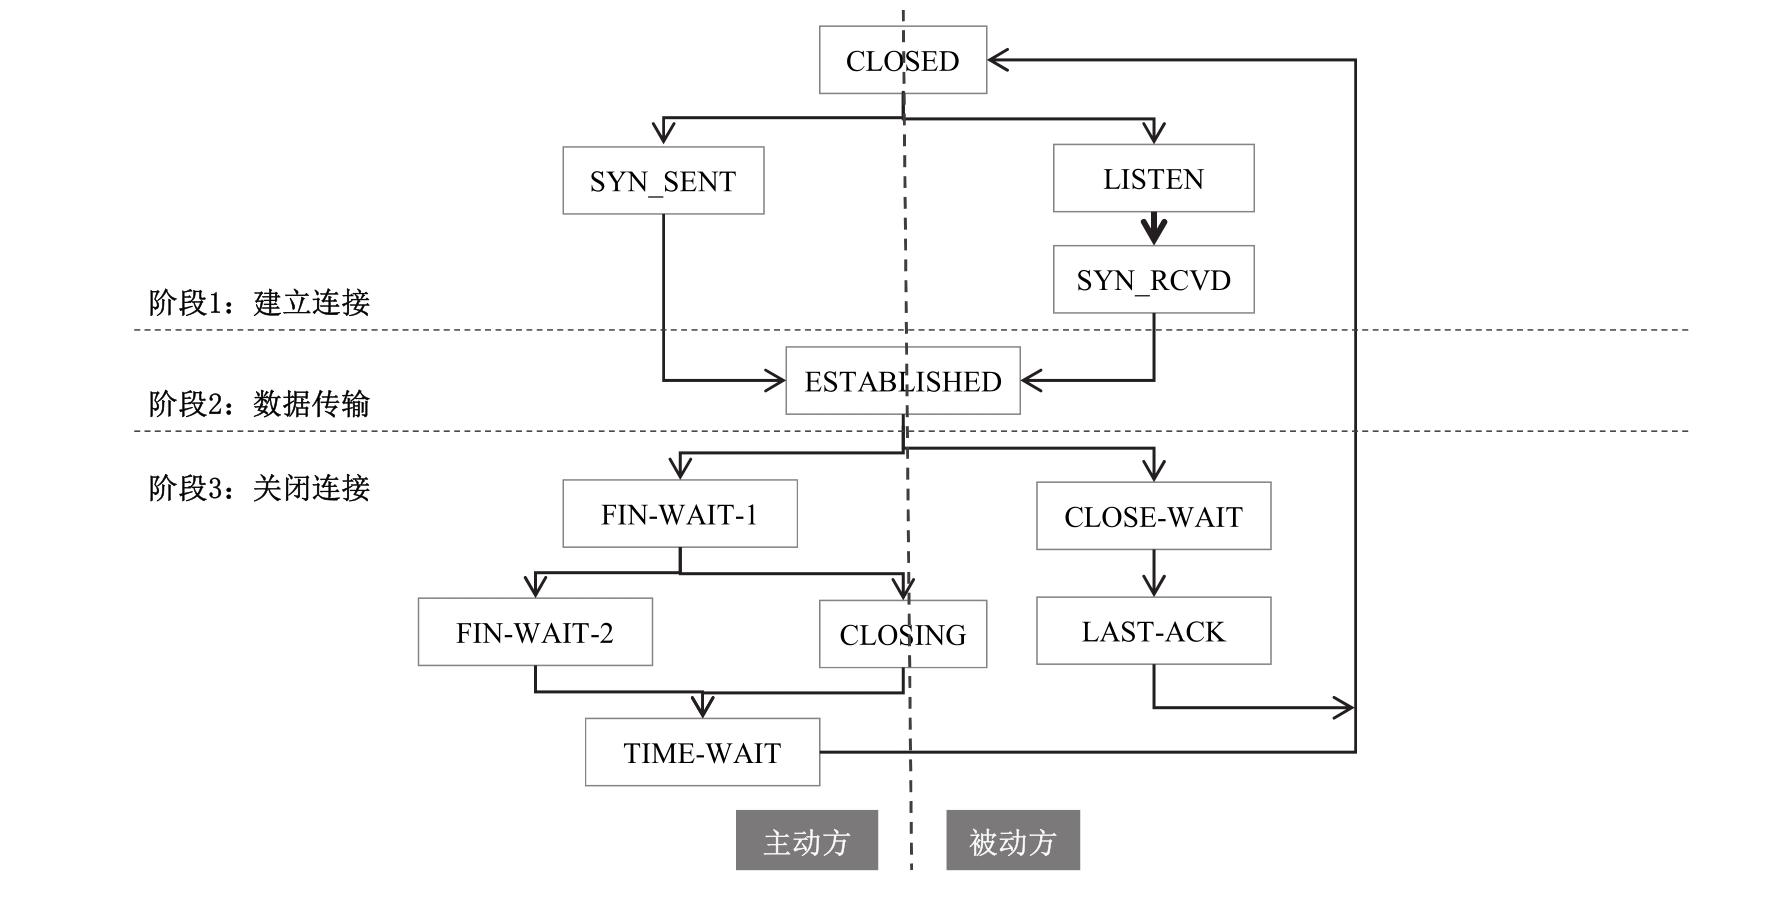 CLOSED
SYN_SENT
LISTEN
SYN_RCVD
阶段1：建立连接
ESTABLISHED
阶段2：数据传输
阶段3：关闭连接
FIN-WAIT-1
CLOSE-WAIT
FIN-WAIT-2
CLOSING
LAST-ACK
TIME-WAIT
主动方
被动方